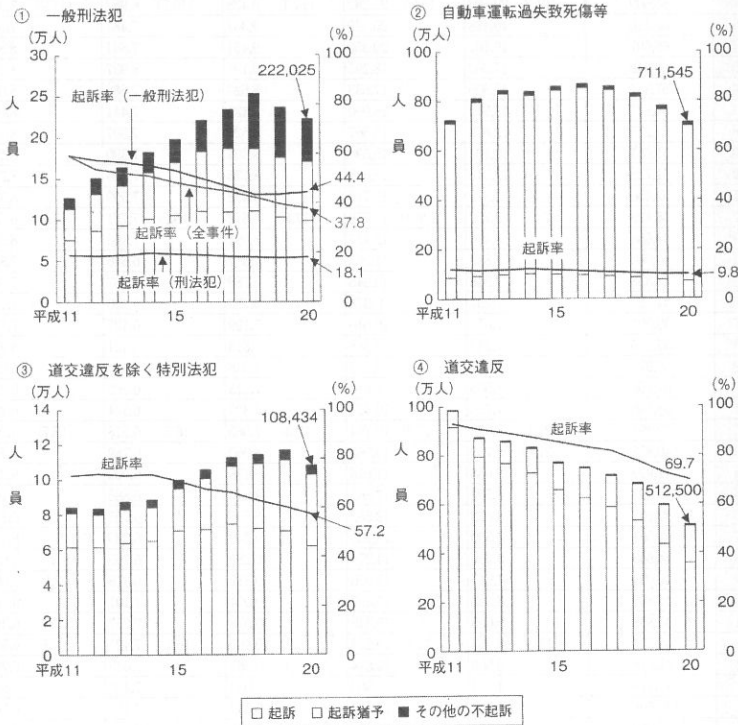 ① 一般刑法犯
(万人)
(%)
人
員
30
25
20
15
10
5
0
100
80
60
40
20
0
222,025
起訴率(一般刑法犯)
44.4
37.8
起訴率(全事件)
18.1
起訴率(刑法犯)
平成11
15
20
② 自動車運転過失致死傷等
(万人)
(%)
人
員
100
80
60
40
20
0
100
80
60
40
20
0
711,545
起訴率
9.8
平成11
15
20
③ 道交違反を除く特別法犯
(万人)
(%)
人
員
14
12
10
8
6
4
2
0
100
80
60
40
20
0
108,434
起訴率
57.2
平成11
15
20
④ 道交違反
(万人)
(%)
人
員
100
80
60
40
20
0
100
80
60
40
20
0
起訴率
69.7
512,500
平成11
15
20
起訴 起訴猶予 その他の不起訴